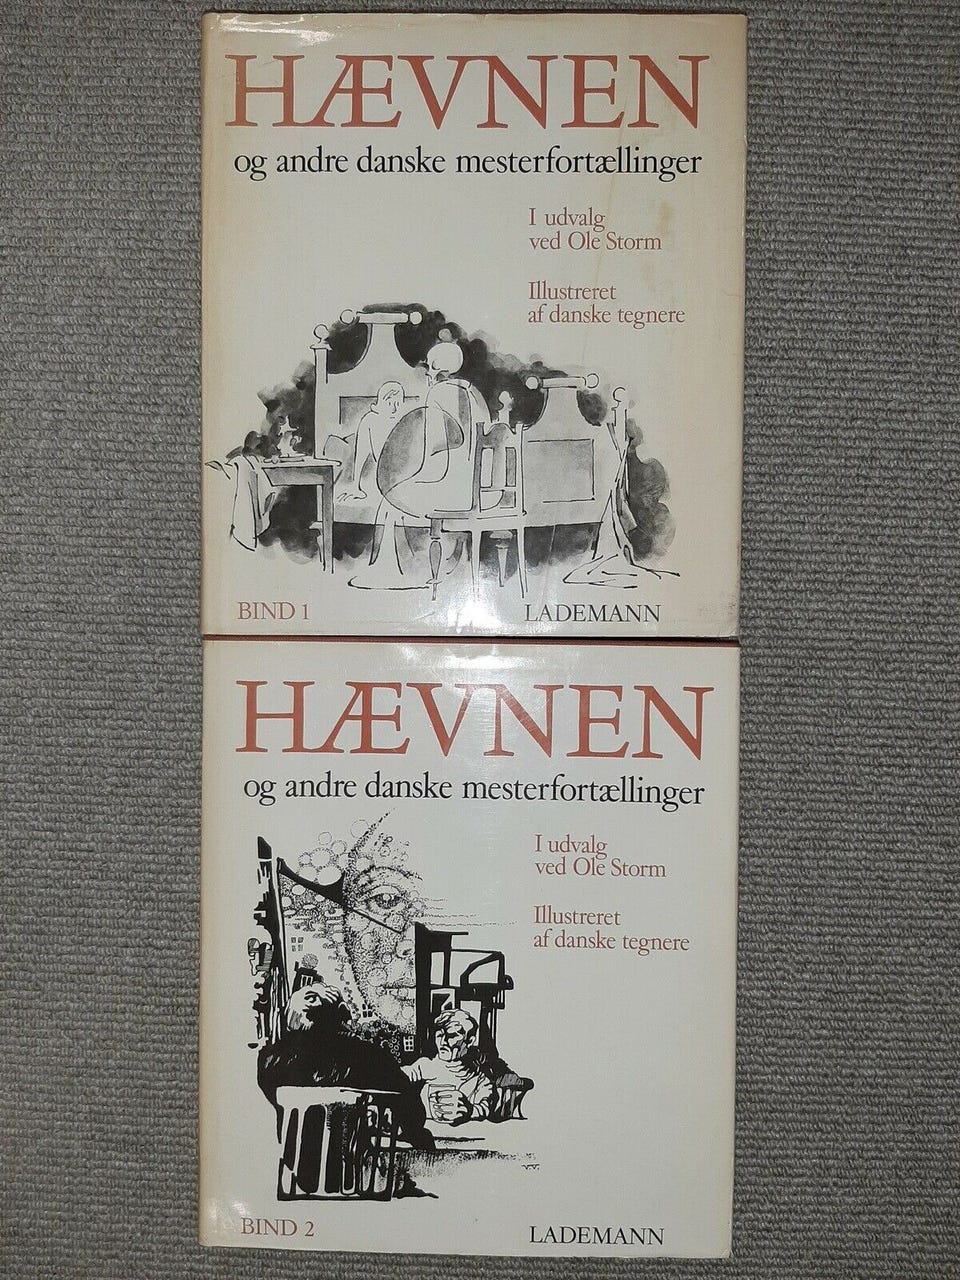 HÆVNEN
og andre danske mesterfortællinger
I udvalg
ved Ole Storm
Illustreret
af danske tegnere
BIND 1
LADEMANN
HÆVNEN
og andre danske mesterfortællinger
I udvalg
ved Ole Storm
Illustreret
af danske tegnere
V.V.
BIND 2
LADEMANN